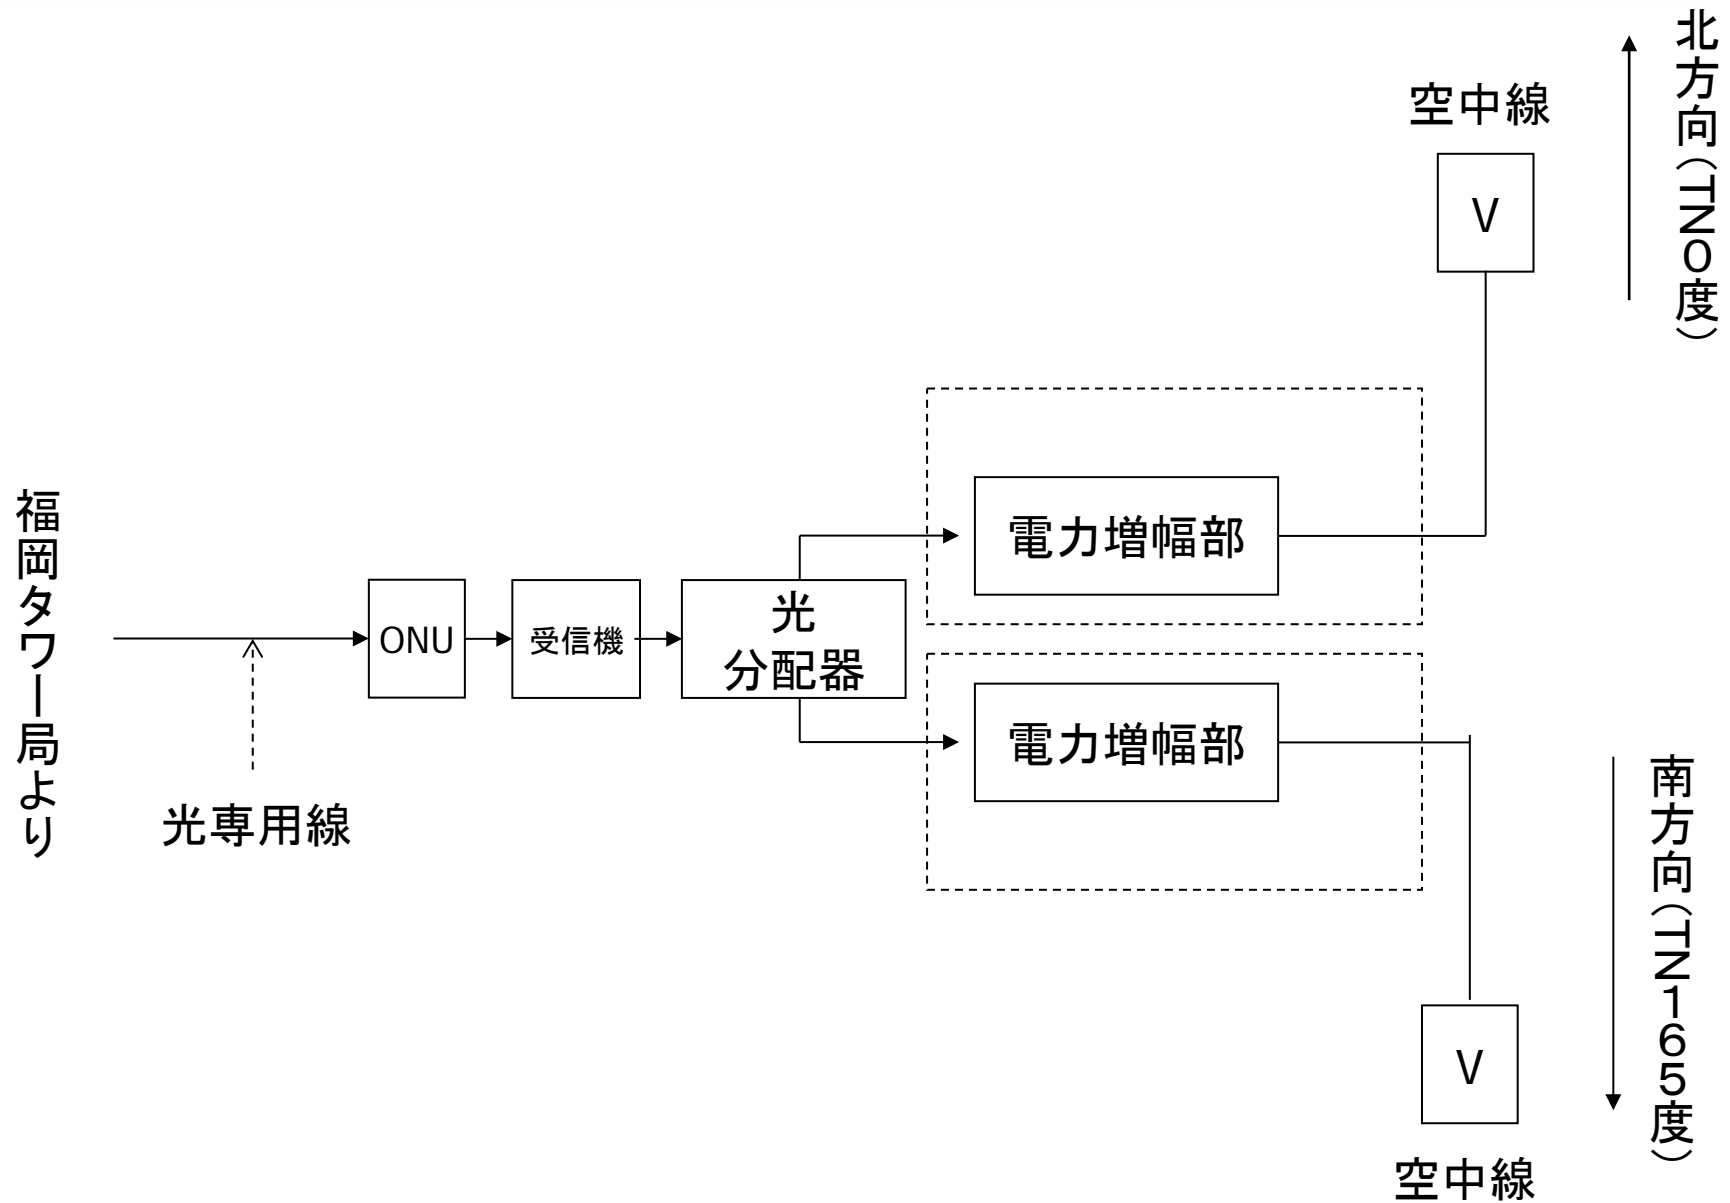 北方向（TN０度）
空中線
V
電力増幅部
福岡タワー局より
ONU
受信機
光
分配器
電力増幅部
光専用線
南方向（TN１６５度）
V
空中線